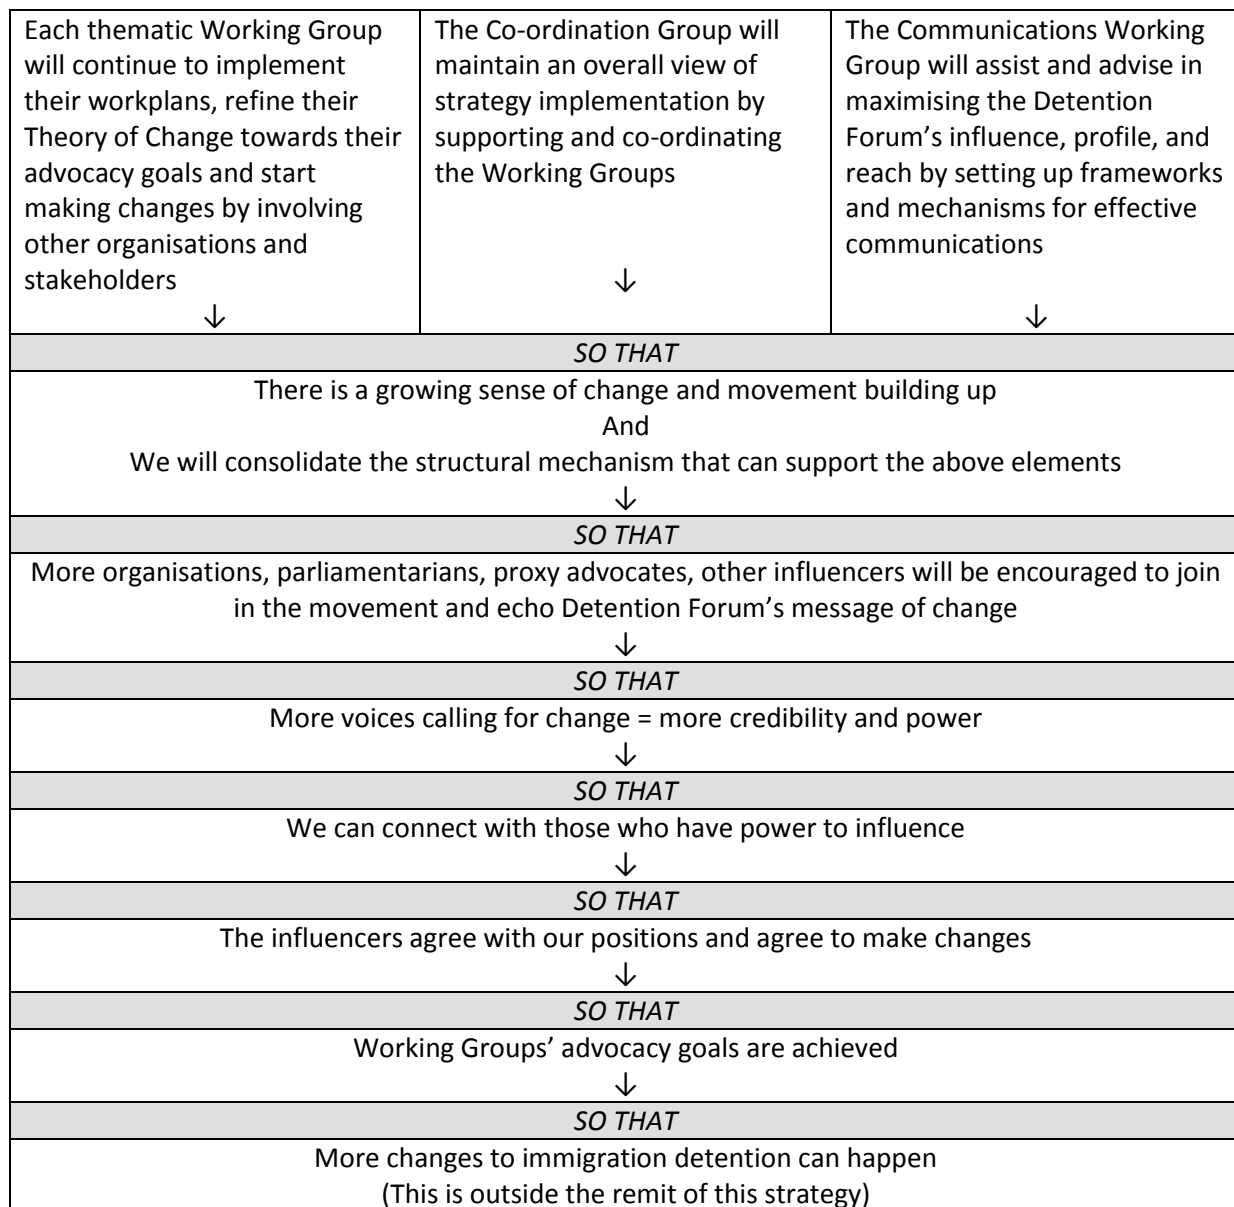 Each thematic Working Group
will continue to implement
their workplans, refine their
Theory of Change towards their
advocacy goals and start
making changes by involving
other organisations and
stakeholders
↓
The Co-ordination Group will
maintain an overall view of
strategy implementation by
supporting and co-ordinating
the Working Groups
↓
The Communications Working
Group will assist and advise in
maximising the Detention
Forum’s influence, profile, and
reach by setting up frameworks
and mechanisms for effective
communications
↓
SO THAT
There is a growing sense of change and movement building up
And
We will consolidate the structural mechanism that can support the above elements
↓
SO THAT
More organisations, parliamentarians, proxy advocates, other influencers will be encouraged to join
in the movement and echo Detention Forum’s message of change
↓
SO THAT
More voices calling for change = more credibility and power
↓
SO THAT
We can connect with those who have power to influence
↓
SO THAT
The influencers agree with our positions and agree to make changes
↓
SO THAT
Working Groups’ advocacy goals are achieved
↓
SO THAT
More changes to immigration detention can happen
(This is outside the remit of this strategy)